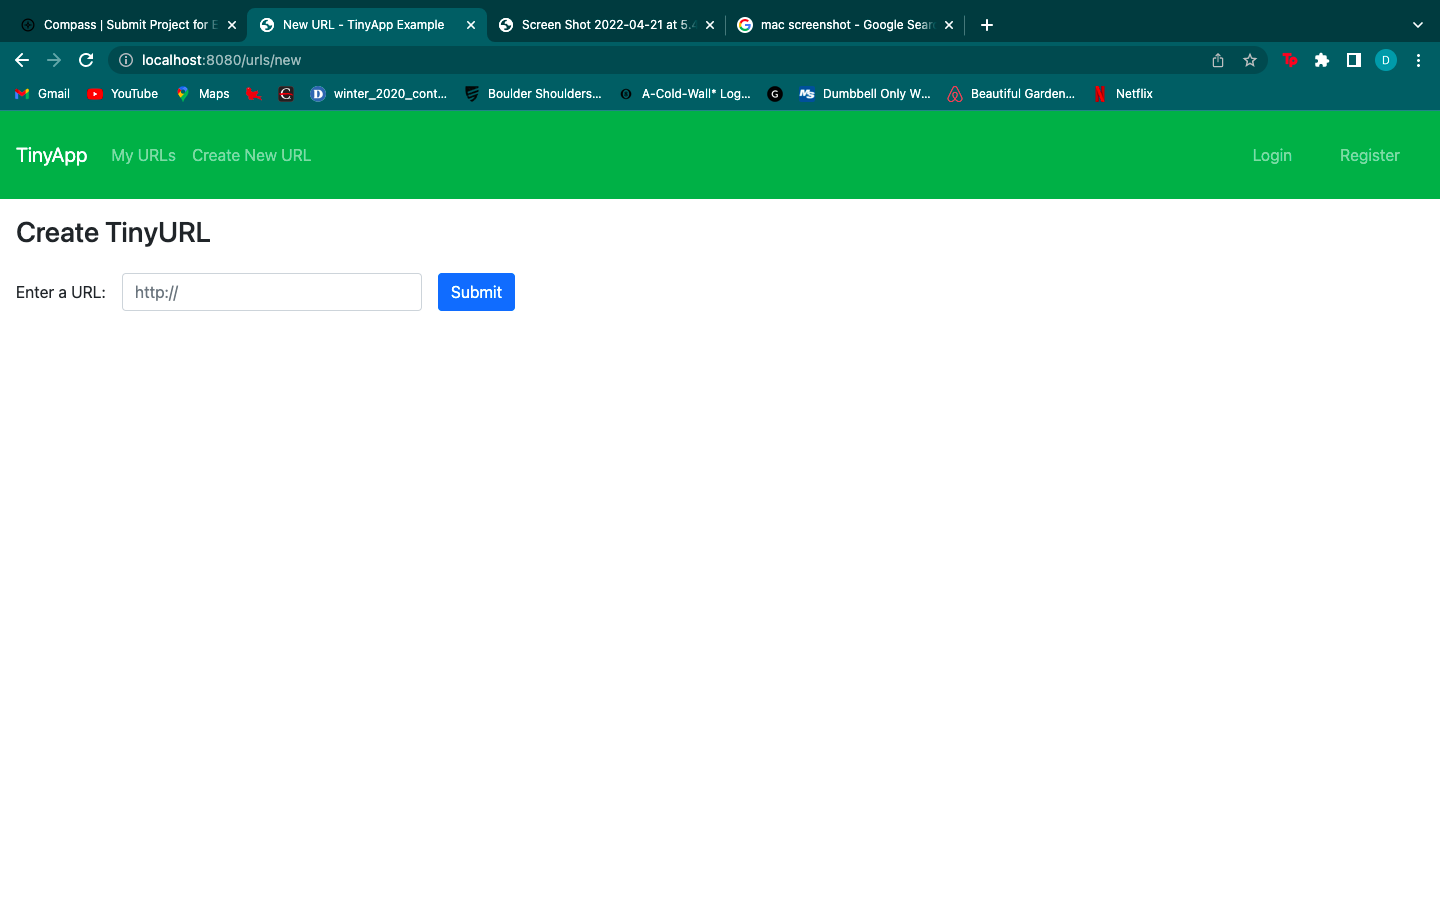 Compass | Submit Project for E
New URL - TinyApp Example
Screen Shot 2022-04-21 at 5.4
mac screenshot - Google Sear
localhost:8080/urls/new
D
Gmail
YouTube
Maps
winter_2020_cont...
Boulder Shoulders...
A-Cold-Wall* Log...
G
Dumbbell Only W...
Beautiful Garden...
Netflix
TinyApp
My URLs
Create New URL
Login
Register
Create TinyURL
Enter a URL:
http://
Submit